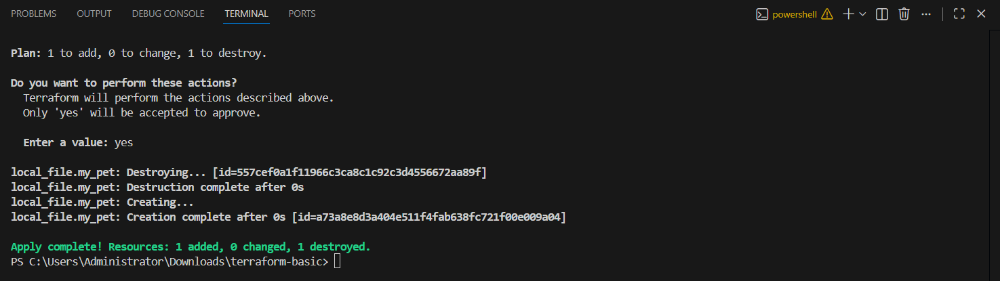 PROBLEMS OUTPUT DEBUG CONSOLE TERMINAL PORTS powershell
Plan: 1 to add, 0 to change, 1 to destroy.
Do you want to perform these actions?
Terraform will perform the actions described above.
Only 'yes' will be accepted to approve.
Enter a value: yes
local_file.my_pet: Destroying... [id=557cef0a1f11966c3ca8c1c92c3d4556672aa89f]
local_file.my_pet: Destruction complete after 0s
local_file.my_pet: Creating...
local_file.my_pet: Creation complete after 0s [id=a73a8e8d3a404e511f4fab638fc721f00e009a04]
Apply complete! Resources: 1 added, 0 changed, 1 destroyed.
PS C:\Users\Administrator\Downloads\terraform-basic>